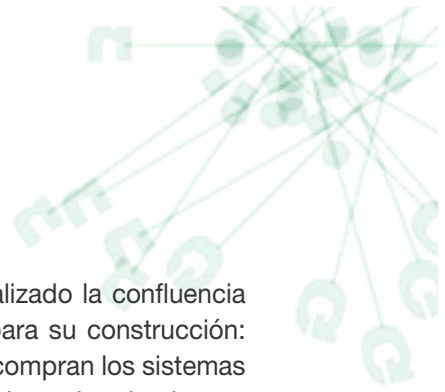 alizado la confluencia
para su construcción:
compran los sistemas